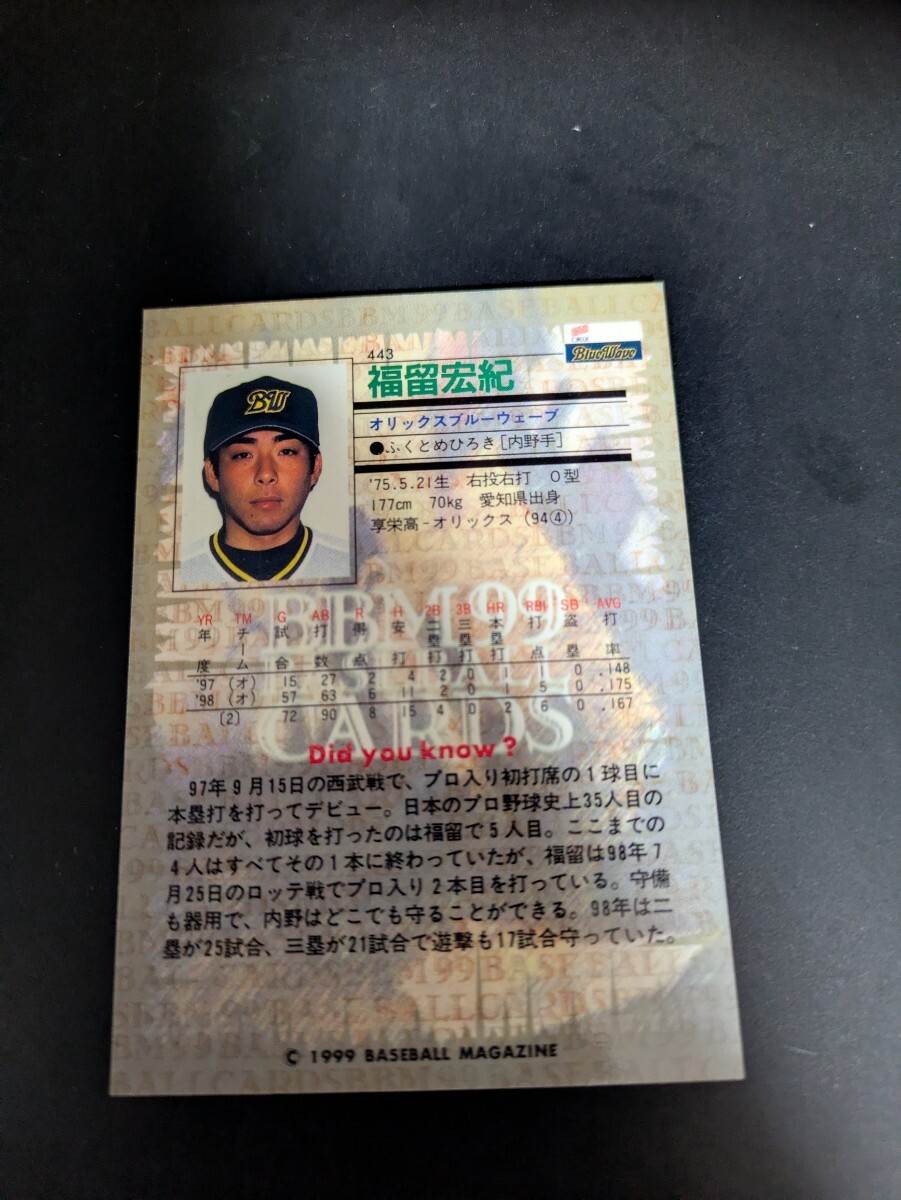 BASEBALLCARDSBBM99BASEBALLCARDS
ORIX
BlueWave
443
福留宏紀
BW
オリックスブルーウェーブ
●ふくとめひろき［内野手］
'75.5.21生 右投右打 O型
177cm 70kg 愛知県出身
享栄高－オリックス（94④）
BBM99
BASEBALL
CARDS
YR TM G AB R H 2B 3B HR RBI SB AVG
年度 チーム 試合 打数 得点 安打 二塁打 三塁打 本塁打 打点 盗塁 打率
'97 (オ) 15 27 2 4 2 0 1 1 0 .148
'98 (オ) 57 63 6 11 2 0 1 5 0 .175
(2) 72 90 8 15 4 0 2 6 0 .167
Did you know?
97年9月15日の西武戦で、プロ入り初打席の1球目に
本塁打を打ってデビュー。日本のプロ野球史上35人目の
記録だが、初球を打ったのは福留で5人目。ここまでの
4人はすべてその1本に終わっていたが、福留は98年7
月25日のロッテ戦でプロ入り2本目を打っている。守備
も器用で、内野はどこでも守ることができる。98年は二
塁が25試合、三塁が21試合で遊撃も17試合守っていた。
© 1999 BASEBALL MAGAZINE